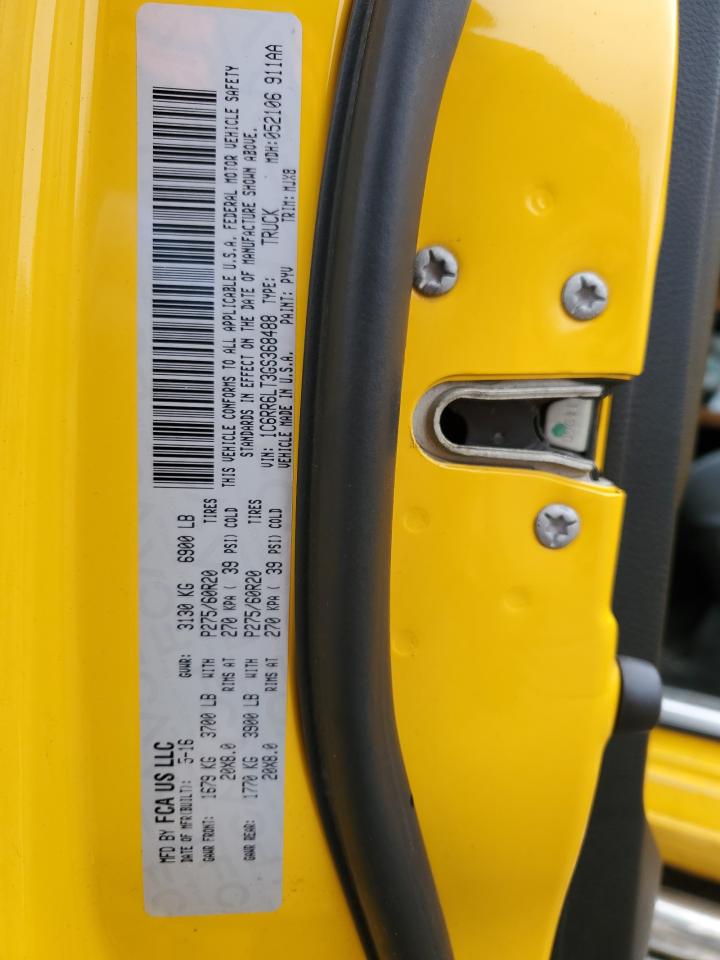 MFD BY FCA US LLC
DATE OF MFR(BUILT): 5-16 GVWR: 3130 KG 6900 LB
GAWR FRONT: 1679 KG 3700 LB WITH P275/60R20 TIRES
20X8.0 RIMS AT 270 KPA ( 39 PSI) COLD
GAWR REAR: 1770 KG 3900 LB WITH P275/60R20 TIRES
20X8.0 RIMS AT 270 KPA ( 39 PSI) COLD
THIS VEHICLE CONFORMS TO ALL APPLICABLE U.S.A. FEDERAL MOTOR VEHICLE SAFETY
STANDARDS IN EFFECT ON THE DATE OF MANUFACTURE SHOWN ABOVE.
VIN: 1C6RR6LT3GS368488 TYPE: TRUCK MDH:052106 911AA
VEHICLE MADE IN U.S.A. PAINT: PYV TRIM: MJX8